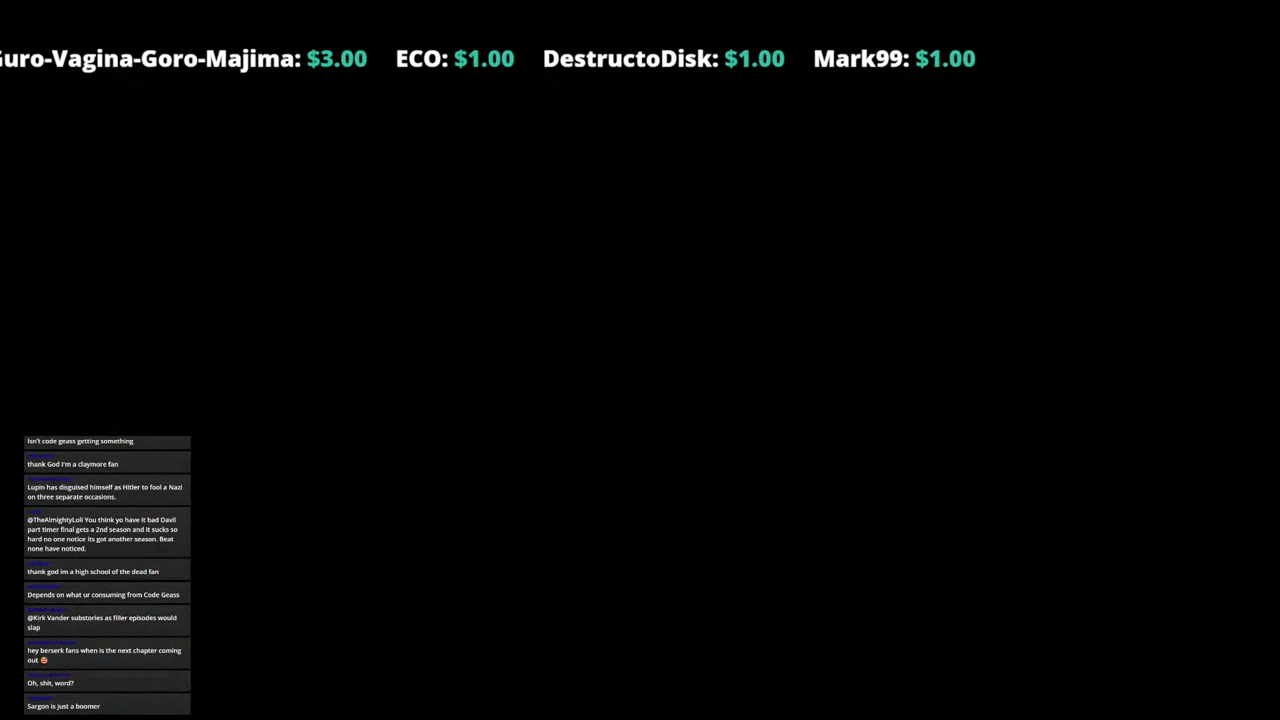 Guro-Vagina-Goro-Majima: $3.00 ECO: $1.00 DestructoDisk: $1.00 Mark99: $1.00
Isn't code geass getting something
thank God I'm a claymore fan
Lupin has disguised himself as Hitler to fool a Nazi
on three separate occasions.
@TheAlmightyLoli You think yo have it bad Davil
part timer final gets a 2nd season and it sucks so
hard no one notice its got another season. Beat
none have noticed.
thank god im a high school of the dead fan
Depends on what ur consuming from Code Geass
@Kirk Vander substories as filler episodes would
slap
hey berserk fans when is the next chapter coming
out
Oh, shit, word?
Sargon is just a boomer